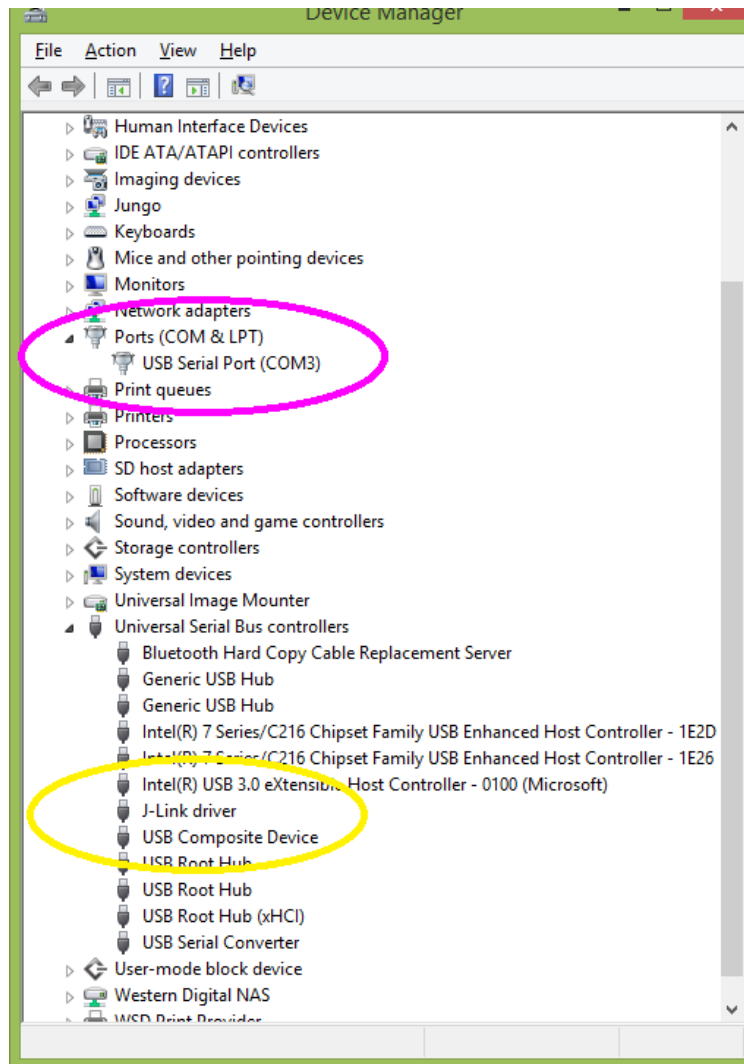 Device Manager
File Action View Help
Human Interface Devices
IDE ATA/ATAPI controllers
Imaging devices
Jungo
Keyboards
Mice and other pointing devices
Monitors
Network adapters
Ports (COM & LPT)
USB Serial Port (COM3)
Print queues
Printers
Processors
SD host adapters
Software devices
Sound, video and game controllers
Storage controllers
System devices
Universal Image Mounter
Universal Serial Bus controllers
Bluetooth Hard Copy Cable Replacement Server
Generic USB Hub
Generic USB Hub
Intel(R) 7 Series/C216 Chipset Family USB Enhanced Host Controller - 1E2D
Intel(R) 7 Series/C216 Chipset Family USB Enhanced Host Controller - 1E26
Intel(R) USB 3.0 eXtensible Host Controller - 0100 (Microsoft)
J-Link driver
USB Composite Device
USB Root Hub
USB Root Hub
USB Root Hub (xHCI)
USB Serial Converter
User-mode block device
Western Digital NAS
WSD Print Provider